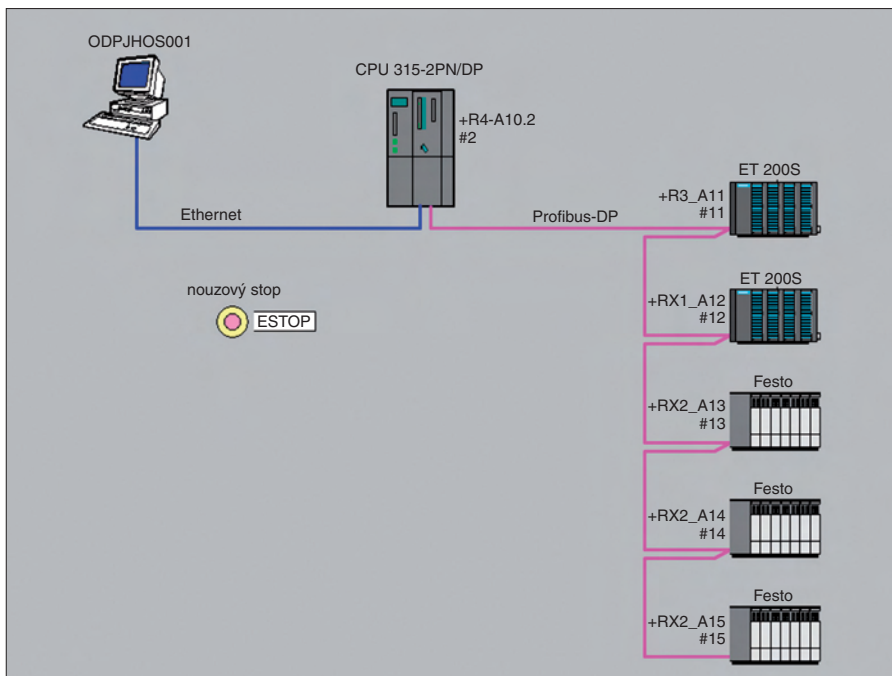 ODPJHOS001
CPU 315-2PN/DP
+R4-A10.2
#2
Ethernet
Profibus-DP
ET 200S
+R3_A11
#11
nouzový stop
ESTOP
ET 200S
+RX1_A12
#12
Festo
+RX2_A13
#13
Festo
+RX2_A14
#14
Festo
+RX2_A15
#15